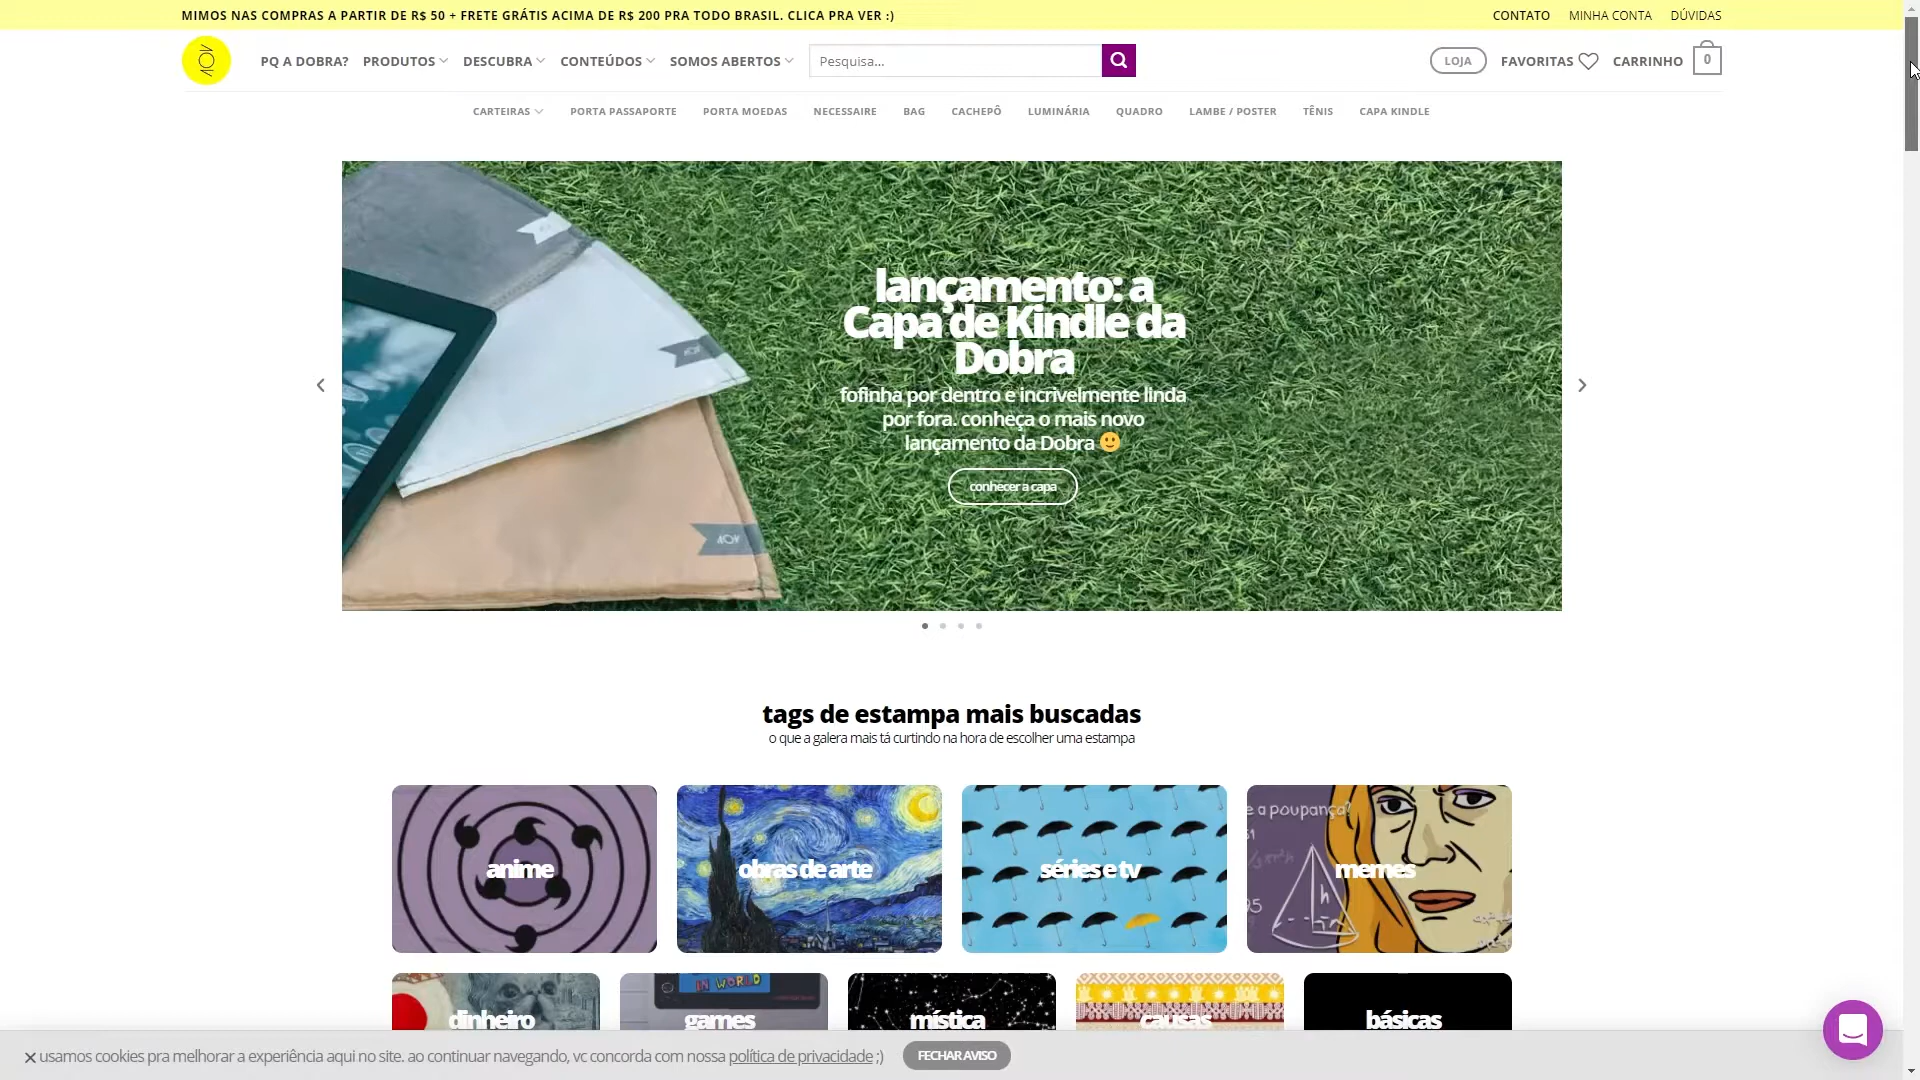 MIMOS NAS COMPRAS A PARTIR DE R$ 50 + FRETE GRÁTIS ACIMA DE R$ 200 PRA TODO BRASIL. CLICA PRA VER :)
CONTATO MINHA CONTA DÚVIDAS
PQ A DOBRA? PRODUTOS DESCUBRA CONTEÚDOS SOMOS ABERTOS Pesquisa... LOJA FAVORITAS CARRINHO 0
CARTEIRAS PORTA PASSAPORTE PORTA MOEDAS NECESSAIRE BAG CACHEPÔ LUMINÁRIA QUADRO LAMBE / POSTER TÊNIS CAPA KINDLE
lançamento: a
Capa de Kindle da
Dobra
fofinha por dentro e incrivelmente linda
por fora. conheça o mais novo
lançamento da Dobra 🙂
conhecer a capa
tags de estampa mais buscadas
o que a galera mais tá curtindo na hora de escolher uma estampa
anime
obras de arte
séries e tv
e a poupança?
memes
IN WORLD
dinheiro
games
mística
causas
básicas
× usamos cookies pra melhorar a experiência aqui no site. ao continuar navegando, vc concorda com nossa política de privacidade ;) FECHAR AVISO